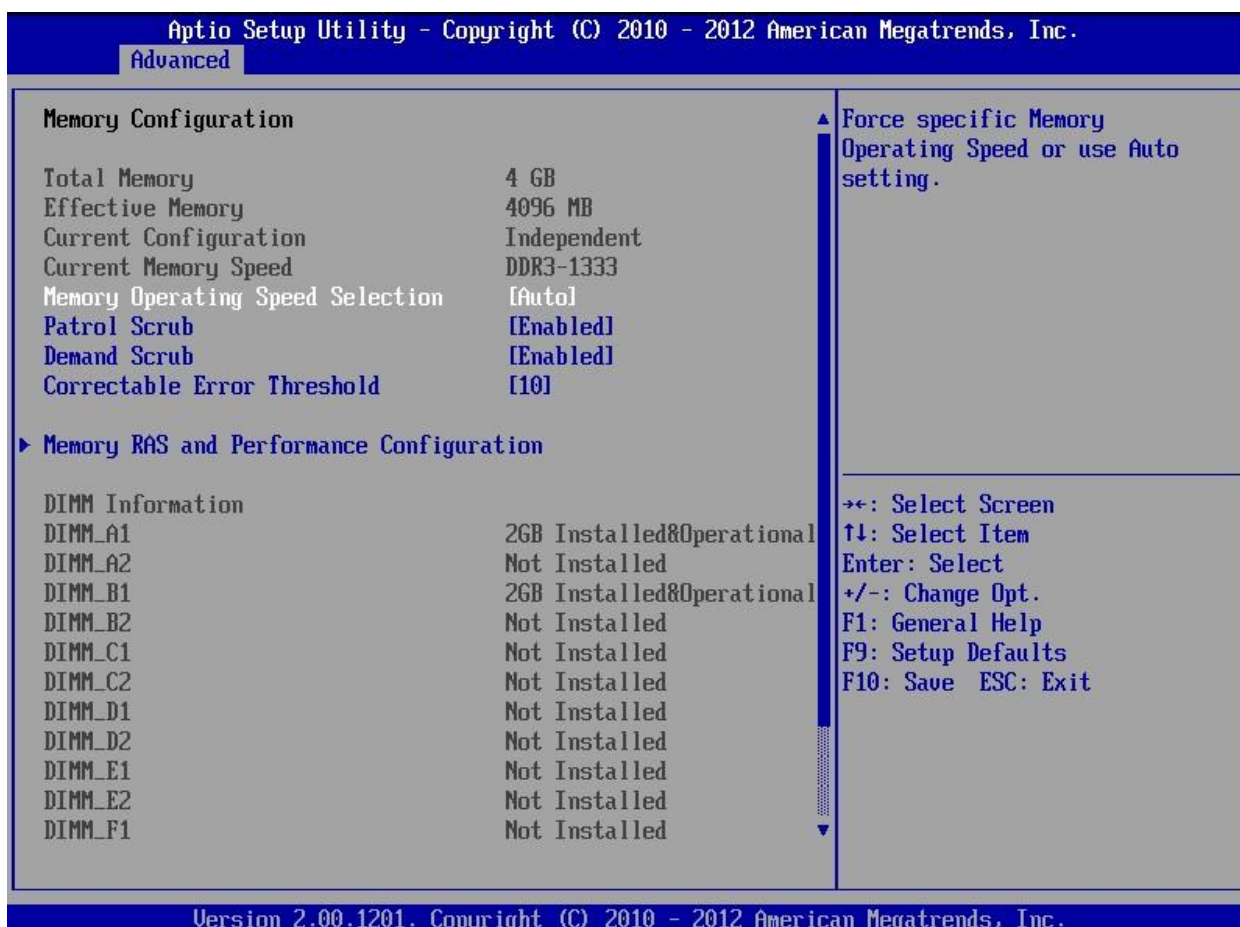 Aptio Setup Utility - Copyright (C) 2010 - 2012 American Megatrends, Inc.
Advanced
Memory Configuration
Total Memory 4 GB
Effective Memory 4096 MB
Current Configuration Independent
Current Memory Speed DDR3-1333
Memory Operating Speed Selection [Auto]
Patrol Scrub [Enabled]
Demand Scrub [Enabled]
Correctable Error Threshold [10]
Memory RAS and Performance Configuration
DIMM Information
DIMM_A1 2GB Installed&Operational
DIMM_A2 Not Installed
DIMM_B1 2GB Installed&Operational
DIMM_B2 Not Installed
DIMM_C1 Not Installed
DIMM_C2 Not Installed
DIMM_D1 Not Installed
DIMM_D2 Not Installed
DIMM_E1 Not Installed
DIMM_E2 Not Installed
DIMM_F1 Not Installed
Force specific Memory
Operating Speed or use Auto
setting.
→←: Select Screen
↑↓: Select Item
Enter: Select
+/-: Change Opt.
F1: General Help
F9: Setup Defaults
F10: Save ESC: Exit
Version 2.00.1201. Copyright (C) 2010 - 2012 American Megatrends, Inc.